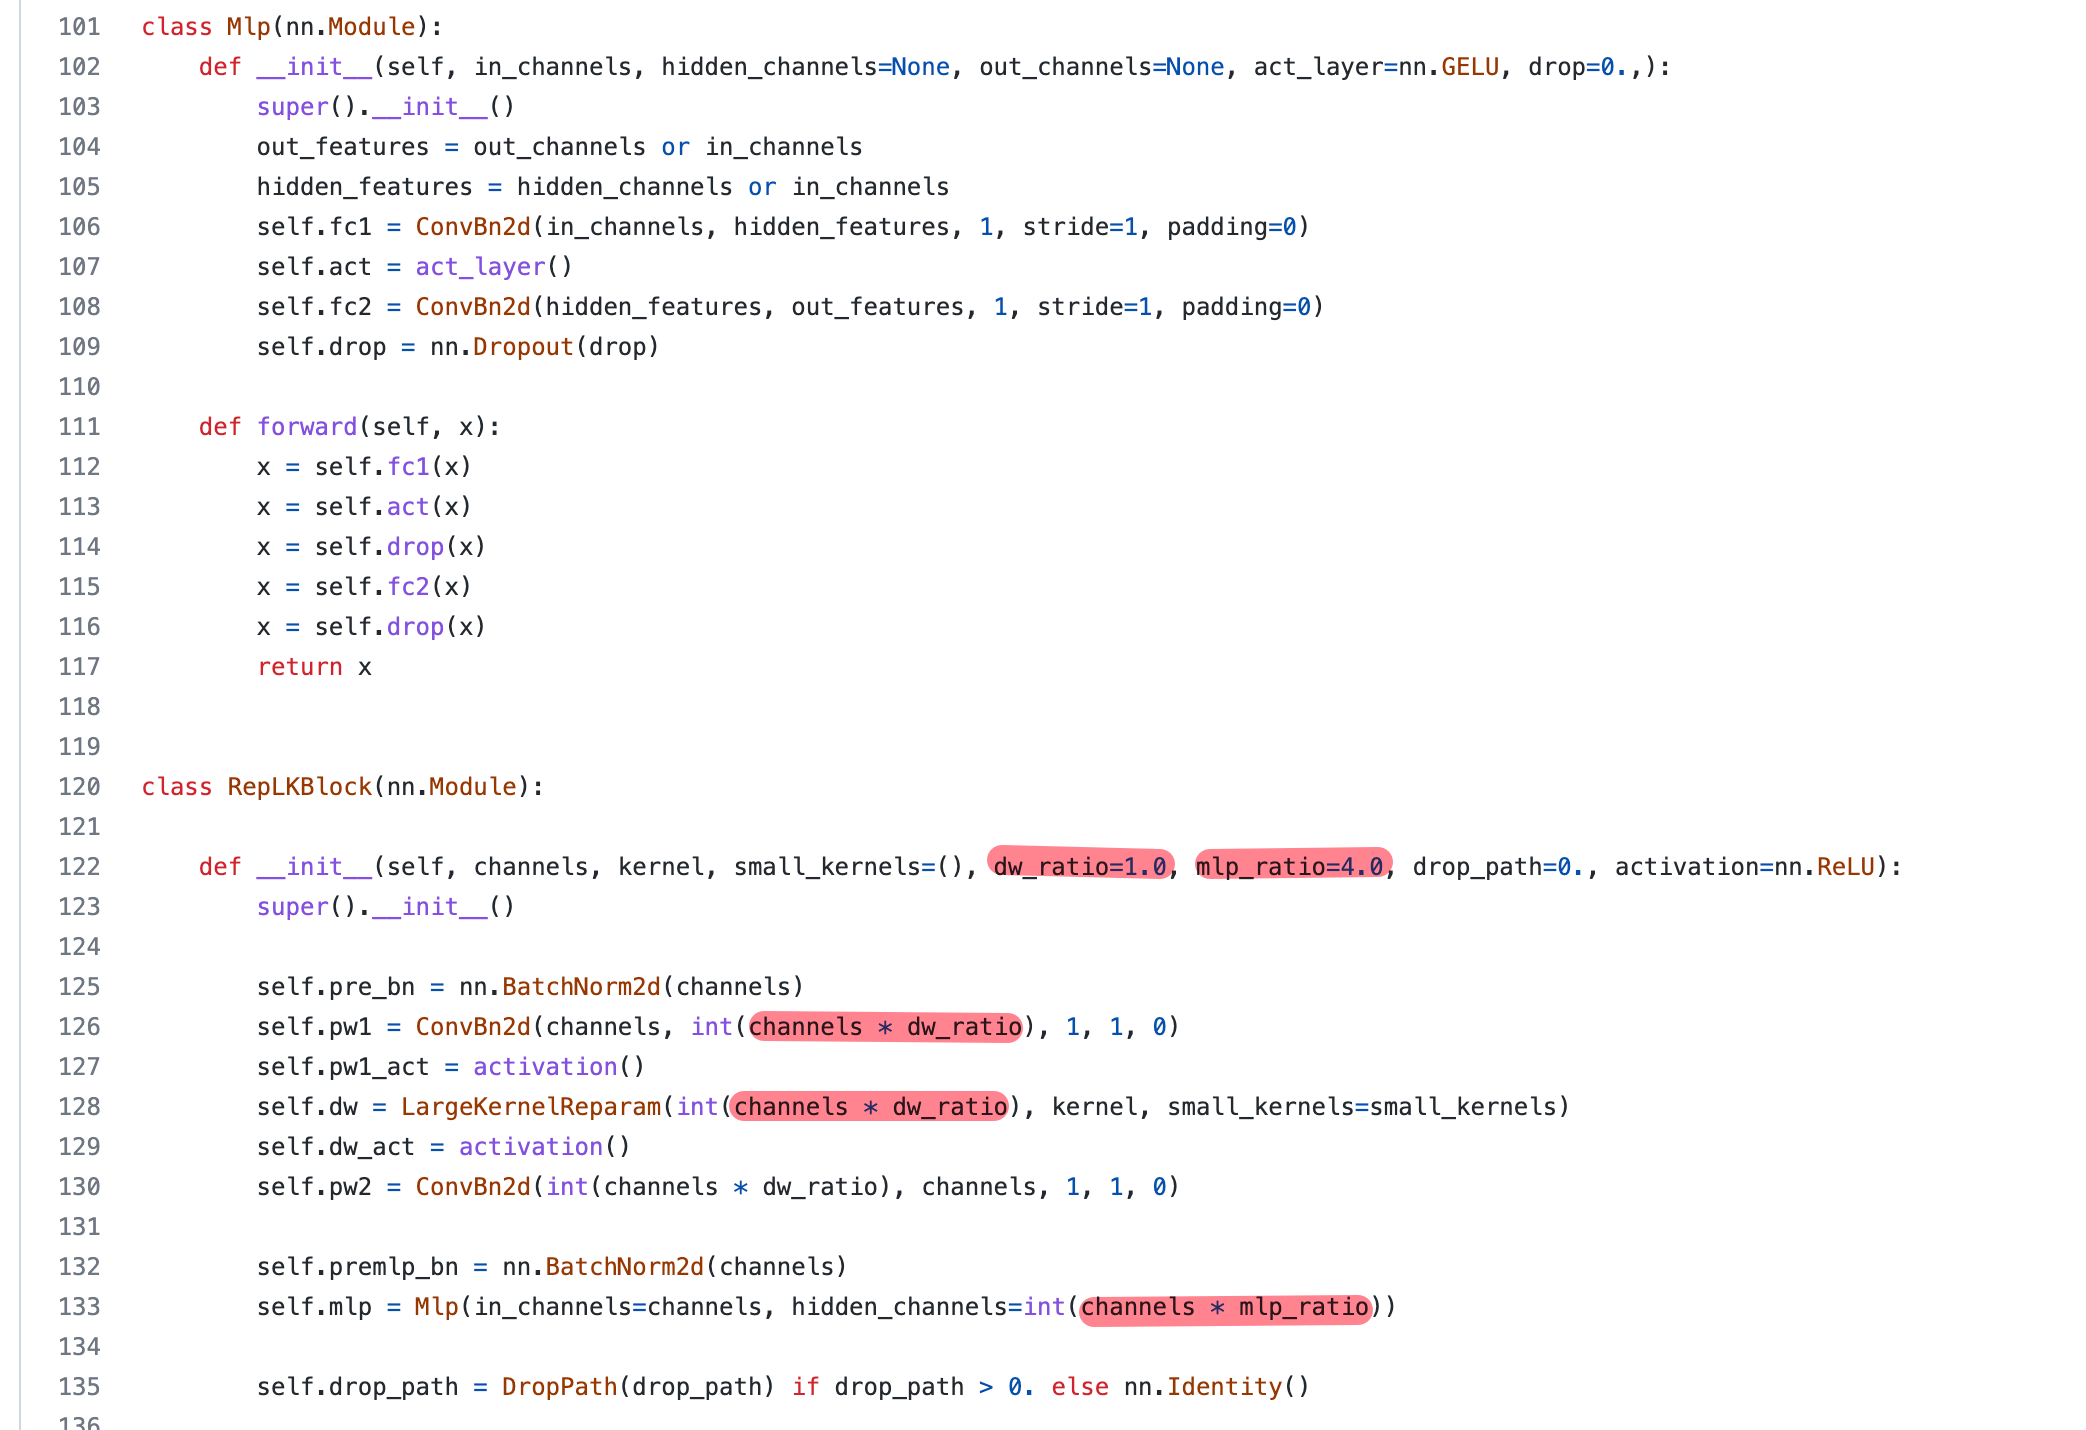 101 class Mlp(nn.Module):
102     def __init__(self, in_channels, hidden_channels=None, out_channels=None, act_layer=nn.GELU, drop=0.,):
103         super().__init__()
104         out_features = out_channels or in_channels
105         hidden_features = hidden_channels or in_channels
106         self.fc1 = ConvBn2d(in_channels, hidden_features, 1, stride=1, padding=0)
107         self.act = act_layer()
108         self.fc2 = ConvBn2d(hidden_features, out_features, 1, stride=1, padding=0)
109         self.drop = nn.Dropout(drop)
110
111     def forward(self, x):
112         x = self.fc1(x)
113         x = self.act(x)
114         x = self.drop(x)
115         x = self.fc2(x)
116         x = self.drop(x)
117         return x
118
119
120 class RepLKBlock(nn.Module):
121
122     def __init__(self, channels, kernel, small_kernels=(), dw_ratio=1.0, mlp_ratio=4.0, drop_path=0., activation=nn.ReLU):
123         super().__init__()
124
125         self.pre_bn = nn.BatchNorm2d(channels)
126         self.pw1 = ConvBn2d(channels, int(channels * dw_ratio), 1, 1, 0)
127         self.pw1_act = activation()
128         self.dw = LargeKernelReparam(int(channels * dw_ratio), kernel, small_kernels=small_kernels)
129         self.dw_act = activation()
130         self.pw2 = ConvBn2d(int(channels * dw_ratio), channels, 1, 1, 0)
131
132         self.premlp_bn = nn.BatchNorm2d(channels)
133         self.mlp = Mlp(in_channels=channels, hidden_channels=int(channels * mlp_ratio))
134
135         self.drop_path = DropPath(drop_path) if drop_path > 0. else nn.Identity()
136